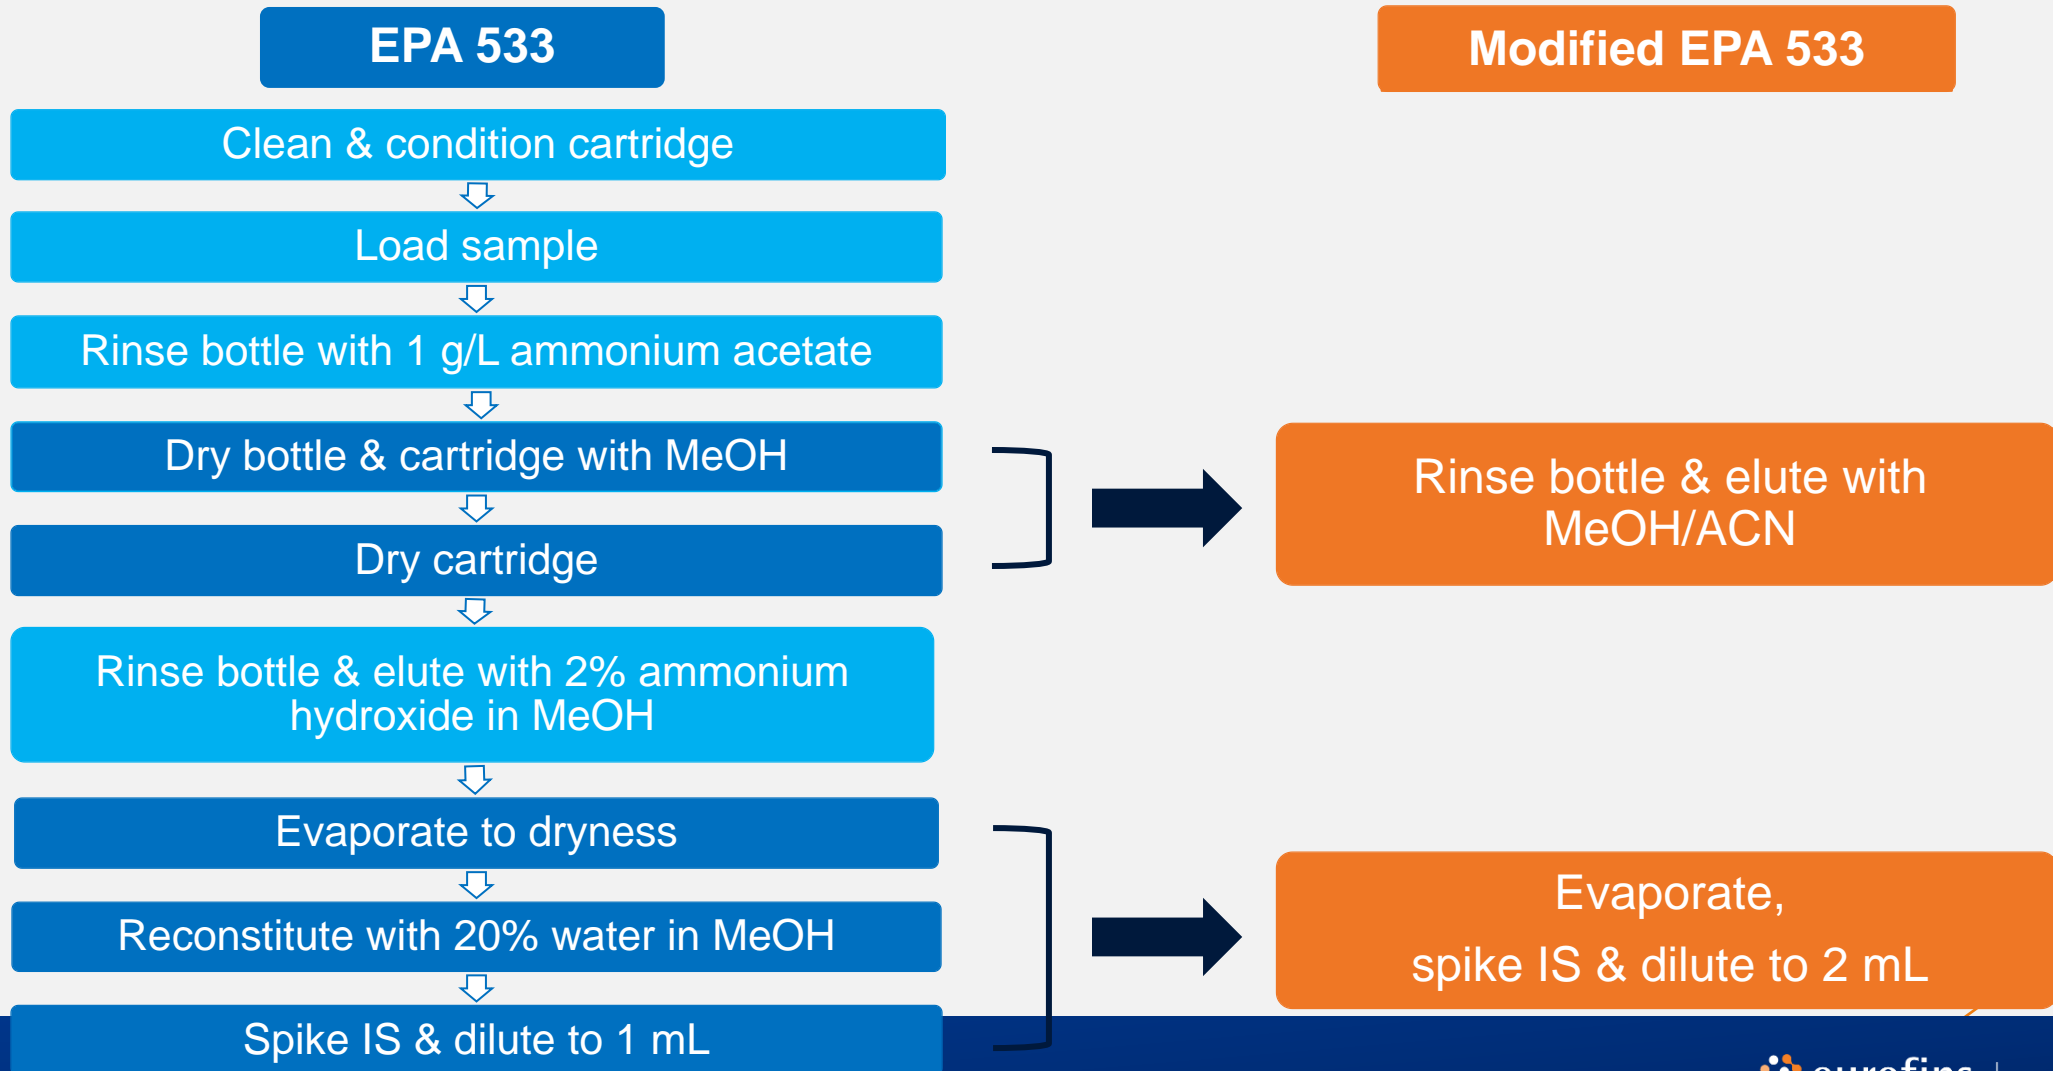 EPA 533
Modified EPA 533
Clean & condition cartridge
Load sample
Rinse bottle with 1 g/L ammonium acetate
Dry bottle & cartridge with MeOH
Dry cartridge
Rinse bottle & elute with
MeOH/ACN
Rinse bottle & elute with 2% ammonium
hydroxide in MeOH
Evaporate to dryness
Reconstitute with 20% water in MeOH
Spike IS & dilute to 1 mL
Evaporate,
spike IS & dilute to 2 mL
eurofins